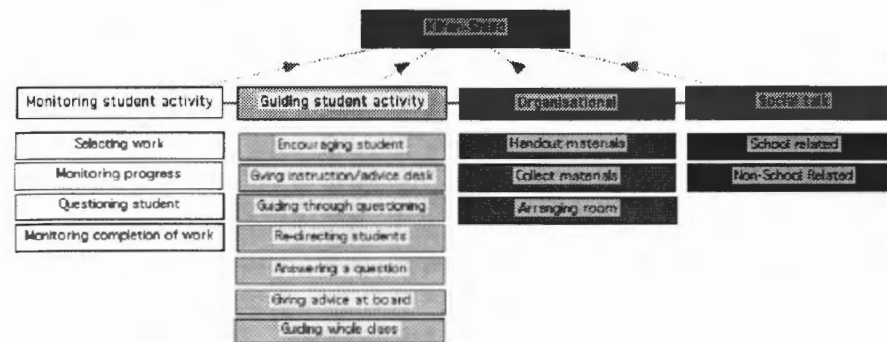 Monitoring student activity
Guiding student activity
Organisational
Social talk
Selecting work
Monitoring progress
Questioning student
Monitoring completion of work
Encouraging student
Giving instruction/advice desk
Guiding through questioning
Re-directing students
Answering a question
Giving advice at board
Guiding whole class
Handout materials
Collect materials
Arranging room
School related
Non-School Related